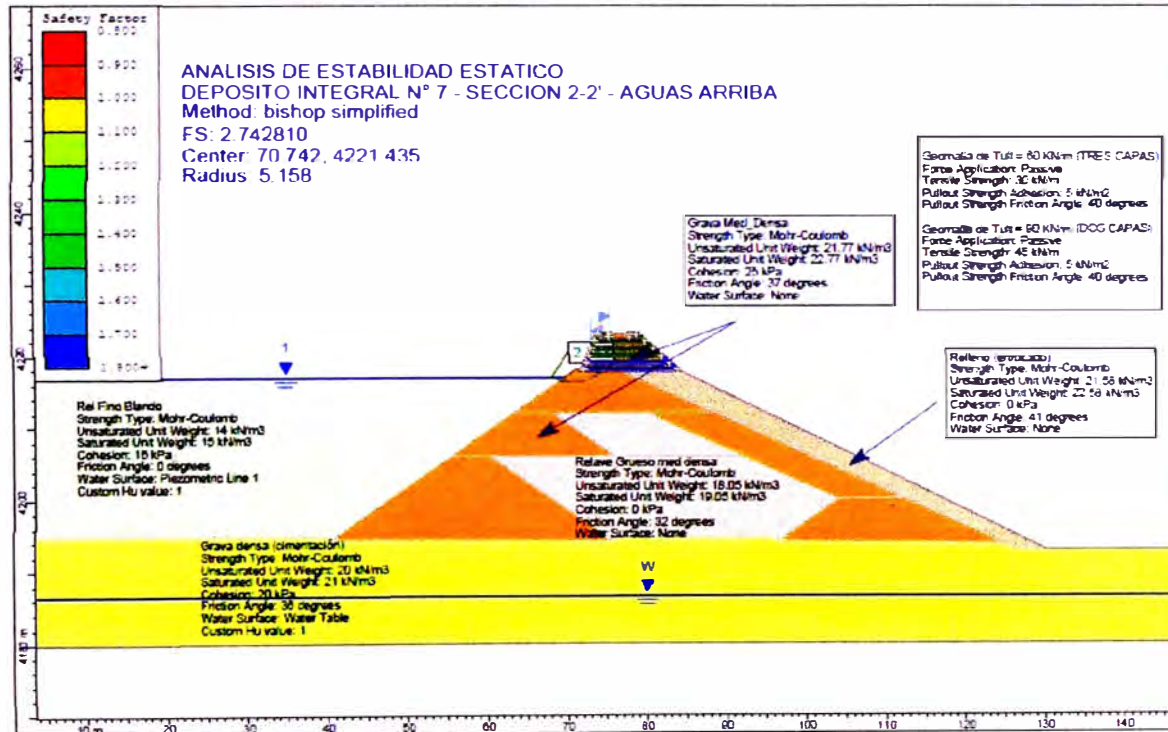 Safety Factor
0.800
0.900
1.000
1.100
1.200
1.300
1.400
1.500
1.600
1.700
1.800+
ANALISIS DE ESTABILIDAD ESTATICO
DEPOSITO INTEGRAL N° 7 - SECCION 2-2' - AGUAS ARRIBA
Method: bishop simplified
FS: 2.742810
Center: 70.742, 4221.435
Radius: 5.158
Geomalla de Tult = 60 KN/m (TRES CAPAS)
Force Application: Passive
Tensile Strength: 30 kN/m
Pullout Strength Adhesion: 5 kN/m2
Pullout Strength Friction Angle: 40 degrees
Geomalla de Tult = 90 KN/m (DOS CAPAS)
Force Application: Passive
Tensile Strength: 45 kN/m
Pullout Strength Adhesion: 5 kN/m2
Pullout Strength Friction Angle: 40 degrees
Grava Med_Densa
Strength Type: Mohr-Coulomb
Unsaturated Unit Weight: 21.77 kN/m3
Saturated Unit Weight: 22.77 kN/m3
Cohesion: 25 kPa
Friction Angle: 37 degrees
Water Surface: None
Relleno (enrocado)
Strength Type: Mohr-Coulomb
Unsaturated Unit Weight: 21.58 kN/m3
Saturated Unit Weight: 22.58 kN/m3
Cohesion: 0 kPa
Friction Angle: 41 degrees
Water Surface: None
1
2
Rel Fino Blando
Strength Type: Mohr-Coulomb
Unsaturated Unit Weight: 14 kN/m3
Saturated Unit Weight: 15 kN/m3
Cohesion: 16 kPa
Friction Angle: 0 degrees
Water Surface: Piezometric Line 1
Custom Hu value: 1
Relave Grueso med densa
Strength Type: Mohr-Coulomb
Unsaturated Unit Weight: 18.05 kN/m3
Saturated Unit Weight: 19.05 kN/m3
Cohesion: 0 kPa
Friction Angle: 32 degrees
Water Surface: None
Grava densa (cimentación)
Strength Type: Mohr-Coulomb
Unsaturated Unit Weight: 20 kN/m3
Saturated Unit Weight: 21 kN/m3
Cohesion: 20 kPa
Friction Angle: 36 degrees
Water Surface: Water Table
Custom Hu value: 1
W
4260
4240
4220
4200
4180 m
20 30 40 50 60 70 80 90 100 110 120 130 140